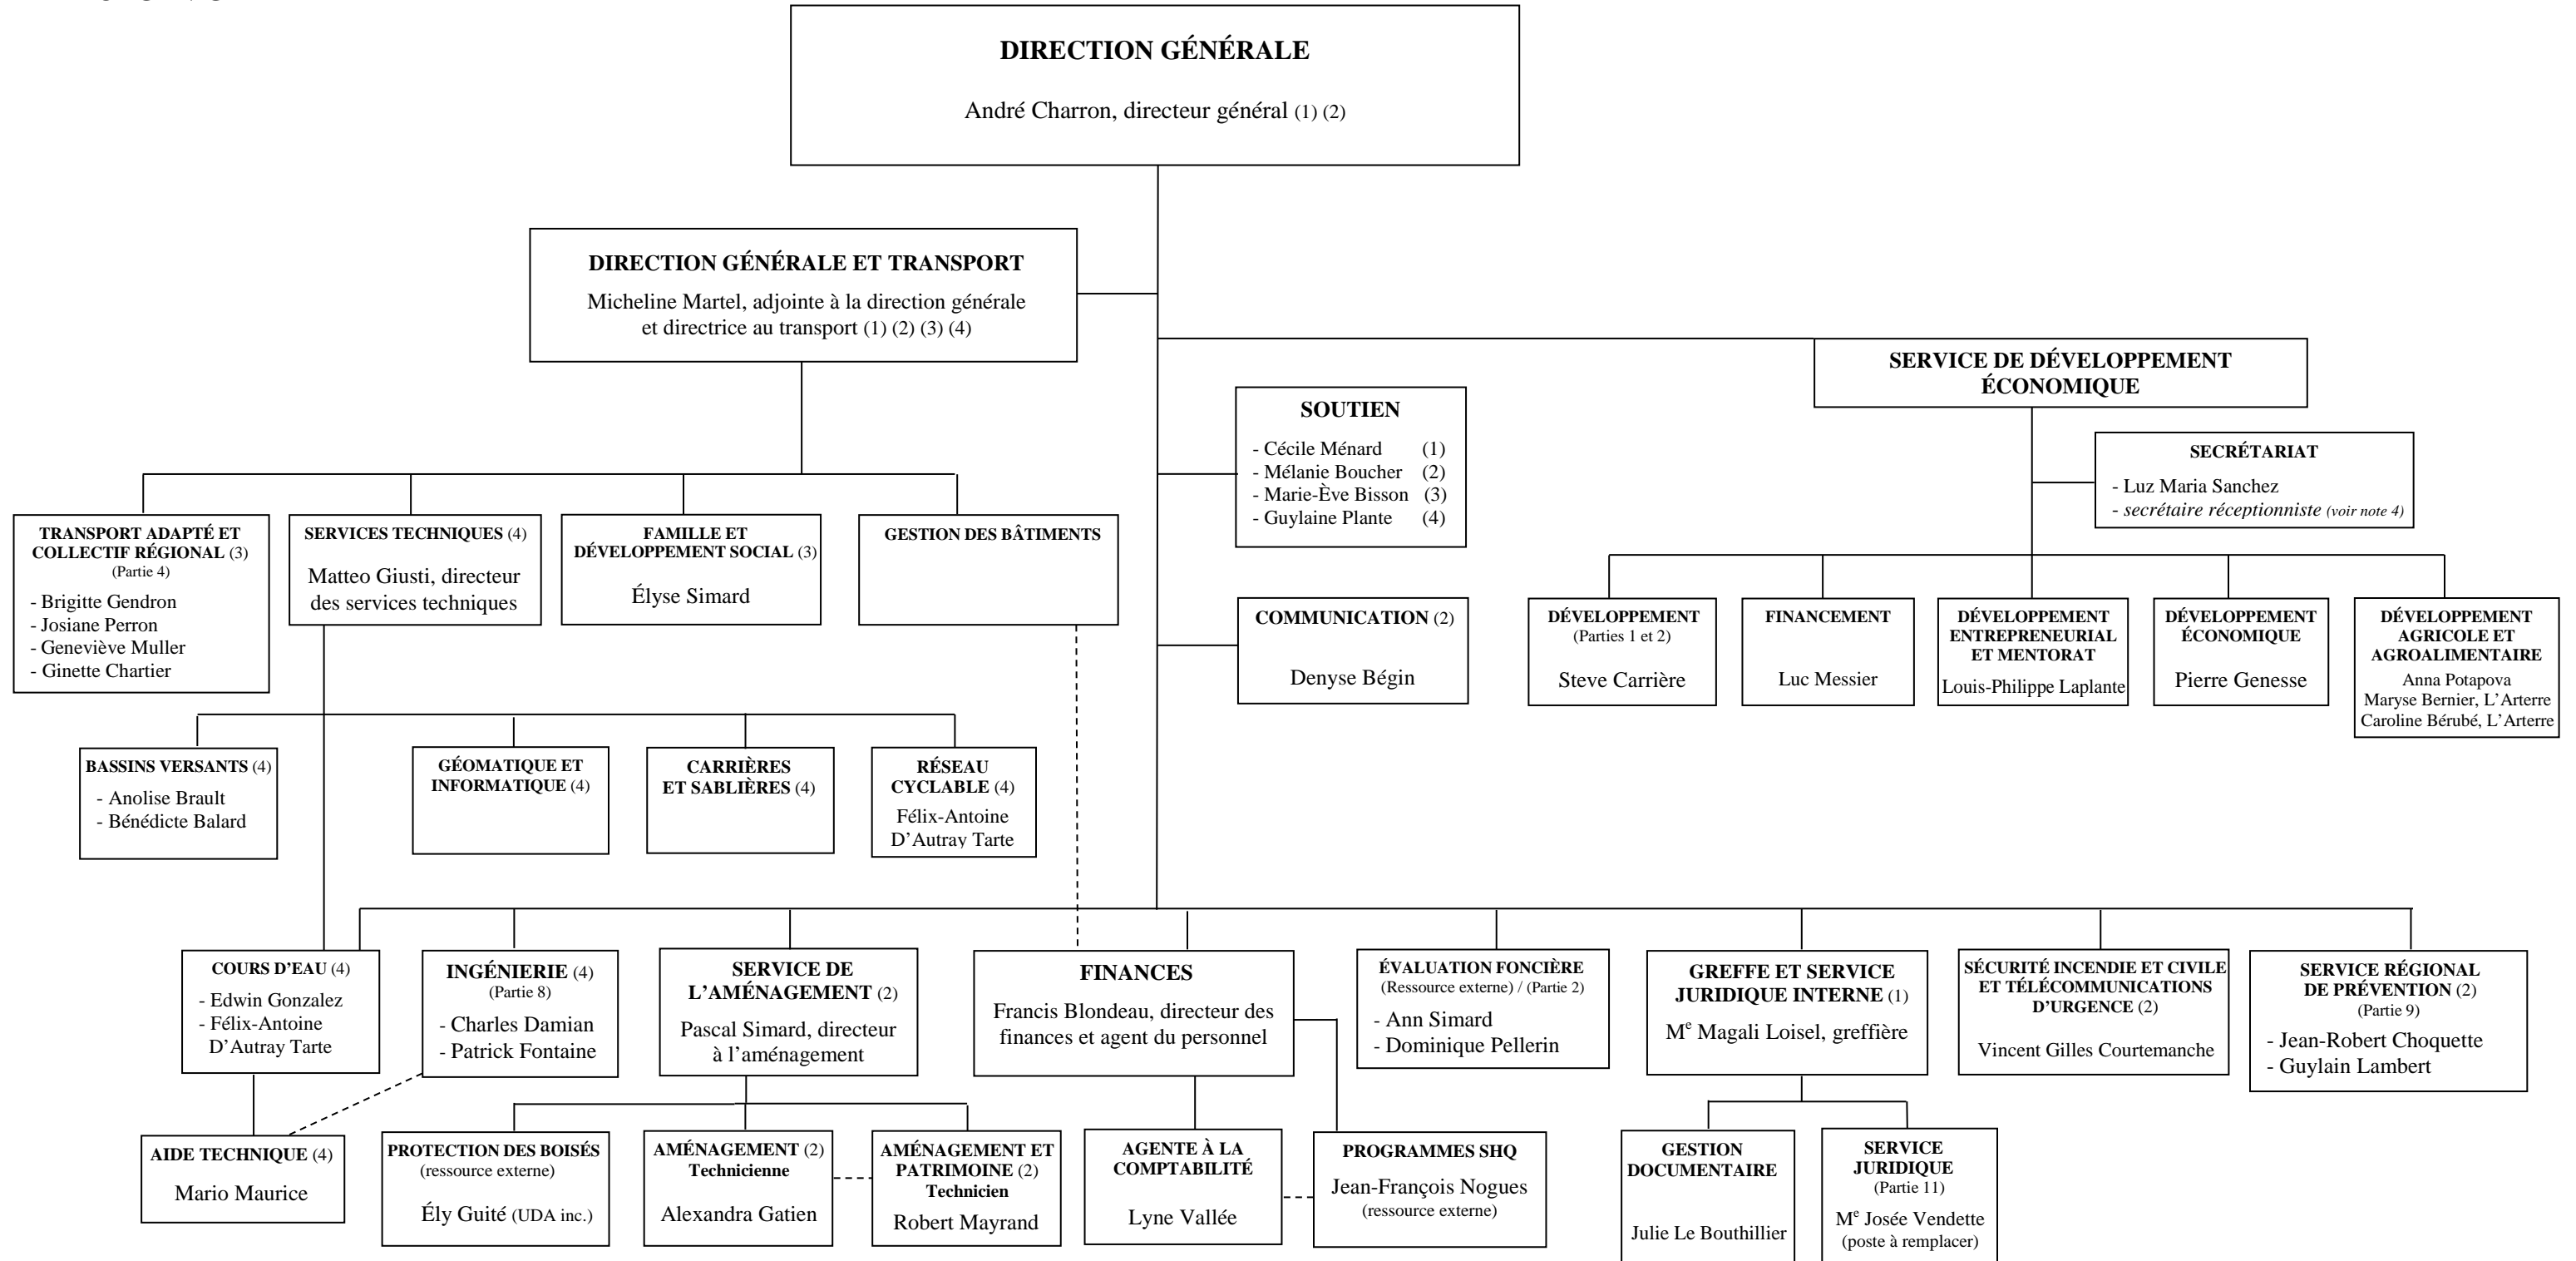 DIRECTION GÉNÉRALE
André Charron, directeur général (1) (2)
DIRECTION GÉNÉRALE ET TRANSPORT
Micheline Martel, adjointe à la direction générale
et directrice au transport (1) (2) (3) (4)
SERVICE DE DÉVELOPPEMENT
ÉCONOMIQUE
SOUTIEN
- Cécile Ménard (1)
- Mélanie Boucher (2)
- Marie-Ève Bisson (3)
- Guylaine Plante (4)
SECRÉTARIAT
- Luz Maria Sanchez
- secrétaire réceptionniste (voir note 4)
TRANSPORT ADAPTÉ ET
COLLECTIF RÉGIONAL (3)
(Partie 4)
- Brigitte Gendron
- Josiane Perron
- Geneviève Muller
- Ginette Chartier
SERVICES TECHNIQUES (4)
Matteo Giusti, directeur
des services techniques
FAMILLE ET
DÉVELOPPEMENT SOCIAL (3)
Élyse Simard
GESTION DES BÂTIMENTS
COMMUNICATION (2)
Denyse Bégin
DÉVELOPPEMENT
(Parties 1 et 2)
Steve Carrière
FINANCEMENT
Luc Messier
DÉVELOPPEMENT
ENTREPRENEURIAL
ET MENTORAT
Louis-Philippe Laplante
DÉVELOPPEMENT
ÉCONOMIQUE
Pierre Genesse
DÉVELOPPEMENT
AGRICOLE ET
AGROALIMENTAIRE
Anna Potapova
Maryse Bernier, L’Arterre
Caroline Bérubé, L’Arterre
BASSINS VERSANTS (4)
- Anolise Brault
- Bénédicte Balard
GÉOMATIQUE ET
INFORMATIQUE (4)
CARRIÈRES
ET SABLIÈRES (4)
RÉSEAU
CYCLABLE (4)
Félix-Antoine
D’Autray Tarte
COURS D’EAU (4)
- Edwin Gonzalez
- Félix-Antoine
D’Autray Tarte
INGÉNIERIE (4)
(Partie 8)
- Charles Damian
- Patrick Fontaine
SERVICE DE
L’AMÉNAGEMENT (2)
Pascal Simard, directeur
à l’aménagement
FINANCES
Francis Blondeau, directeur des
finances et agent du personnel
ÉVALUATION FONCIÈRE
(Ressource externe) / (Partie 2)
- Ann Simard
- Dominique Pellerin
GREFFE ET SERVICE
JURIDIQUE INTERNE (1)
Me Magali Loisel, greffière
SÉCURITÉ INCENDIE ET CIVILE
ET TÉLÉCOMMUNICATIONS
D’URGENCE (2)
Vincent Gilles Courtemanche
SERVICE RÉGIONAL
DE PRÉVENTION (2)
(Partie 9)
- Jean-Robert Choquette
- Guylain Lambert
AIDE TECHNIQUE (4)
Mario Maurice
PROTECTION DES BOISÉS
(ressource externe)
Ély Guité (UDA inc.)
AMÉNAGEMENT (2)
Technicienne
Alexandra Gatien
AMÉNAGEMENT ET
PATRIMOINE (2)
Technicien
Robert Mayrand
AGENTE À LA
COMPTABILITÉ
Lyne Vallée
PROGRAMMES SHQ
Jean-François Nogues
(ressource externe)
GESTION
DOCUMENTAIRE
Julie Le Bouthillier
SERVICE
JURIDIQUE
(Partie 11)
Me Josée Vendette
(poste à remplacer)